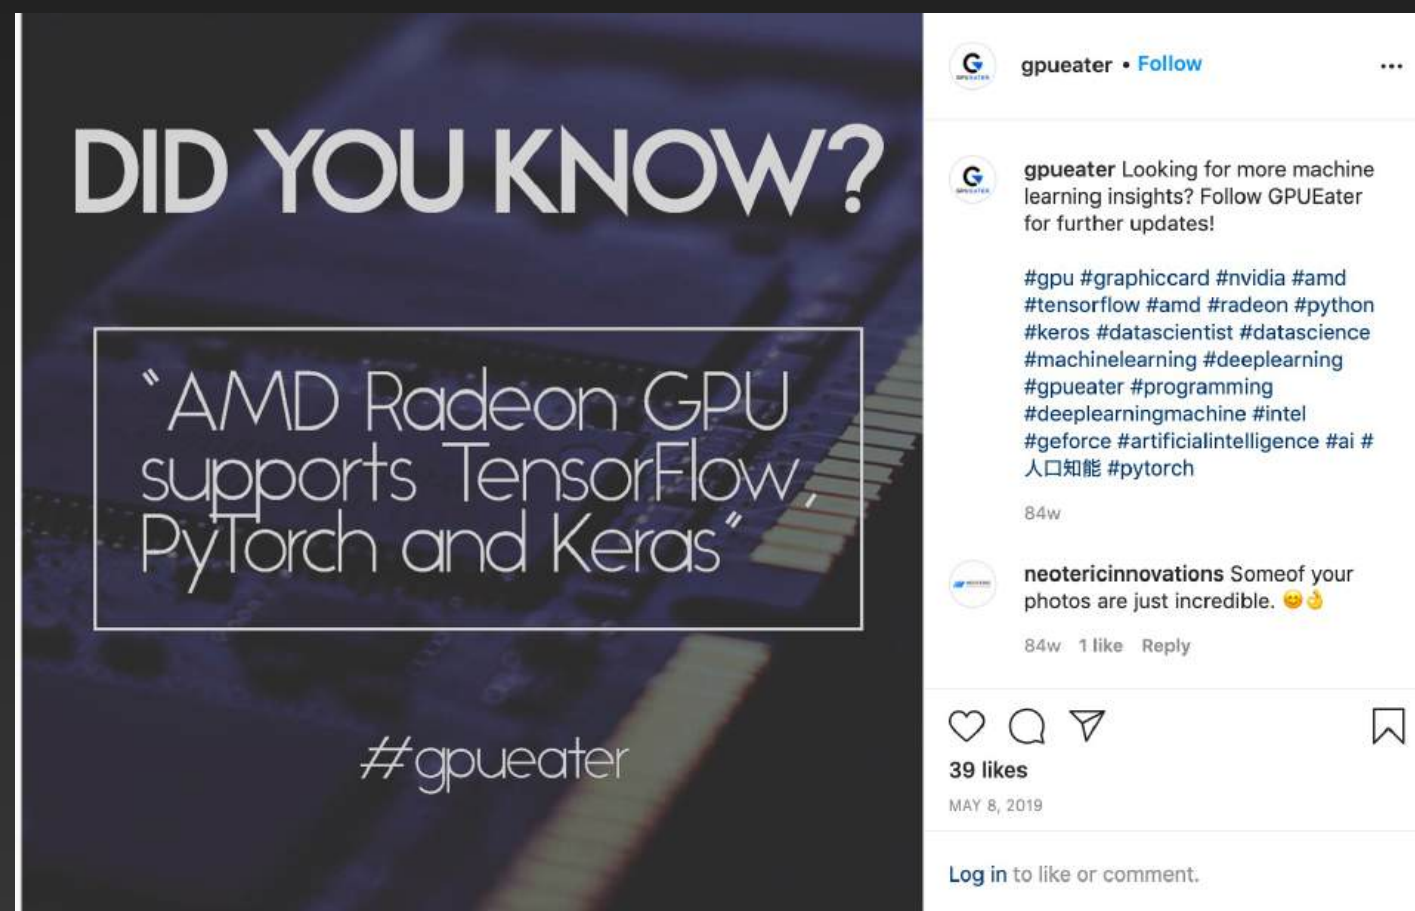 DID YOU KNOW?
"AMD Radeon GPU
supports TensorFlow,
PyTorch and Keras"
#gpueater
gpueater • Follow
gpueater Looking for more machine
learning insights? Follow GPUEater
for further updates!
#gpu #graphiccard #nvidia #amd
#tensorflow #amd #radeon #python
#keros #datascientist #datascience
#machinelearning #deeplearning
#gpueater #programming
#deeplearningmachine #intel
#geforce #artificialintelligence #ai #
人口知能 #pytorch
84w
neotericinnovations Someof your
photos are just incredible. 😊👌
84w 1 like Reply
39 likes
MAY 8, 2019
Log in to like or comment.